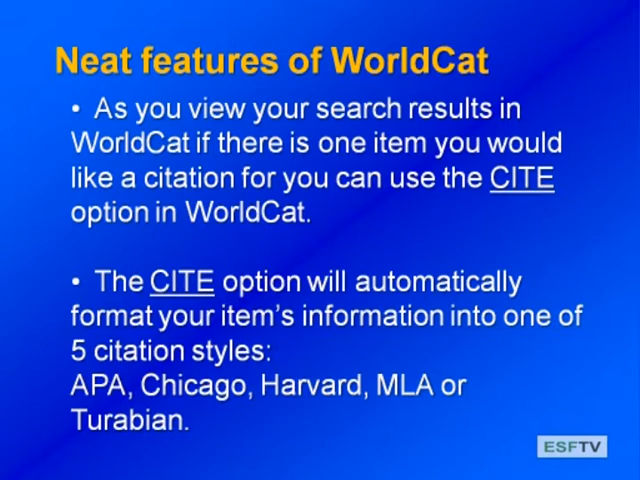 Neat features of WorldCat
• As you view your search results in
WorldCat if there is one item you would
like a citation for you can use the CITE
option in WorldCat.
• The CITE option will automatically
format your item’s information into one of
5 citation styles:
APA, Chicago, Harvard, MLA or
Turabian.
ESFTV